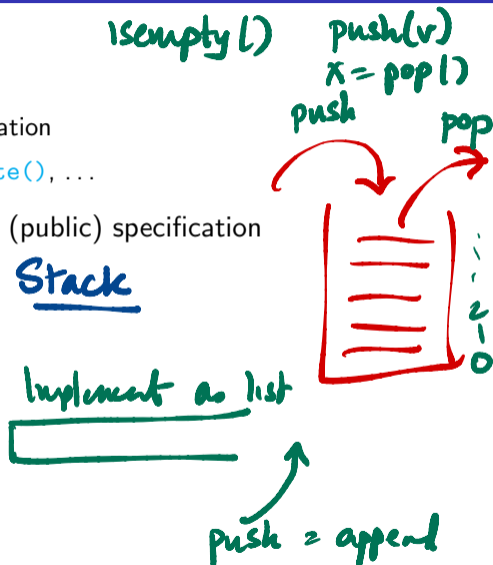 isempty()
push(v)
x = pop()
push
pop
ation
te(), ...
(public) specification
Stack
2
1
0
Implement as list
push = append